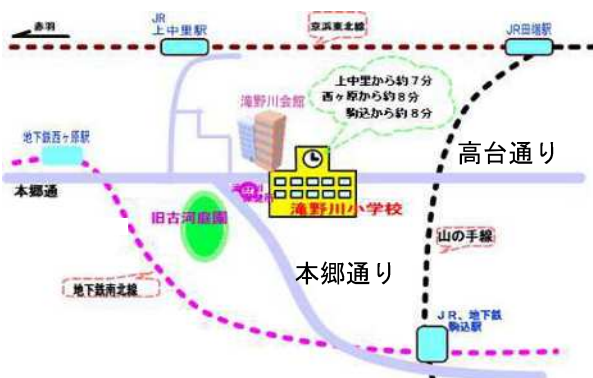 赤羽
JR
上中里駅
京浜東北線
JR田端駅
上中里から約7分
西ヶ原から約8分
駒込から約8分
滝野川会館
地下鉄西ヶ原駅
高台通り
本郷通
滝野川小学校
旧古河庭園
山の手線
本郷通り
地下鉄南北線
JR、地下鉄
駒込駅